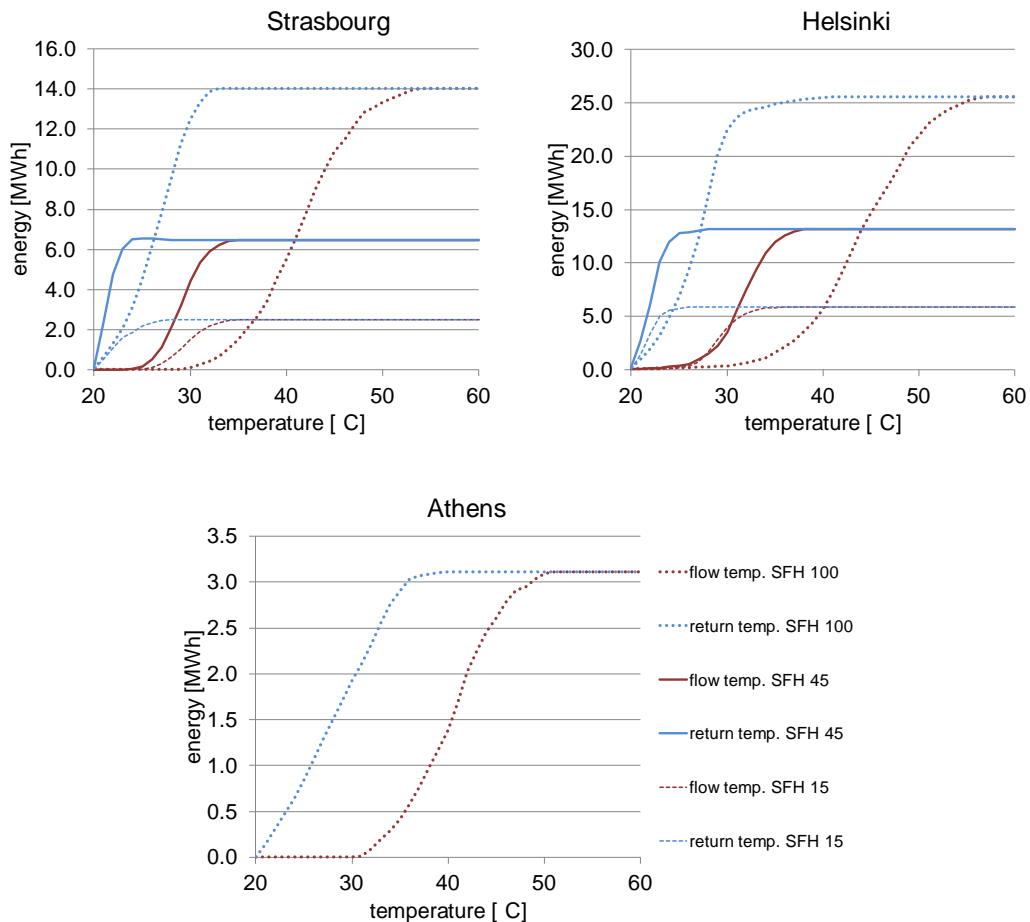 Strasbourg
16.0
14.0
12.0
10.0
8.0
6.0
4.0
2.0
0.0
energy [MWh]
20
30
40
50
60
temperature [ C]
Helsinki
30.0
25.0
20.0
15.0
10.0
5.0
0.0
energy [MWh]
20
30
40
50
60
temperature [ C]
Athens
3.5
3.0
2.5
2.0
1.5
1.0
0.5
0.0
energy [MWh]
20
30
40
50
60
temperature [ C]
flow temp. SFH 100
return temp. SFH 100
flow temp. SFH 45
return temp. SFH 45
flow temp. SFH 15
return temp. SFH 15